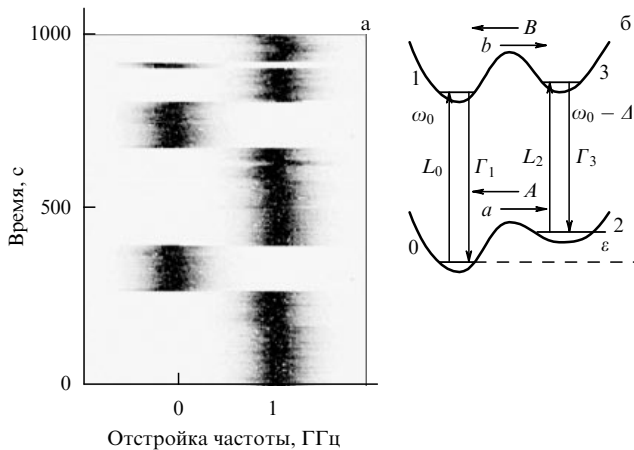 а
1000
500
0
Время, с
0 1
Отстройка частоты, ГГц
б
B
b
1 3
ω₀ ω₀ − Δ
L₀ Γ₁ L₂ Γ₃
A
a
0 2
ε